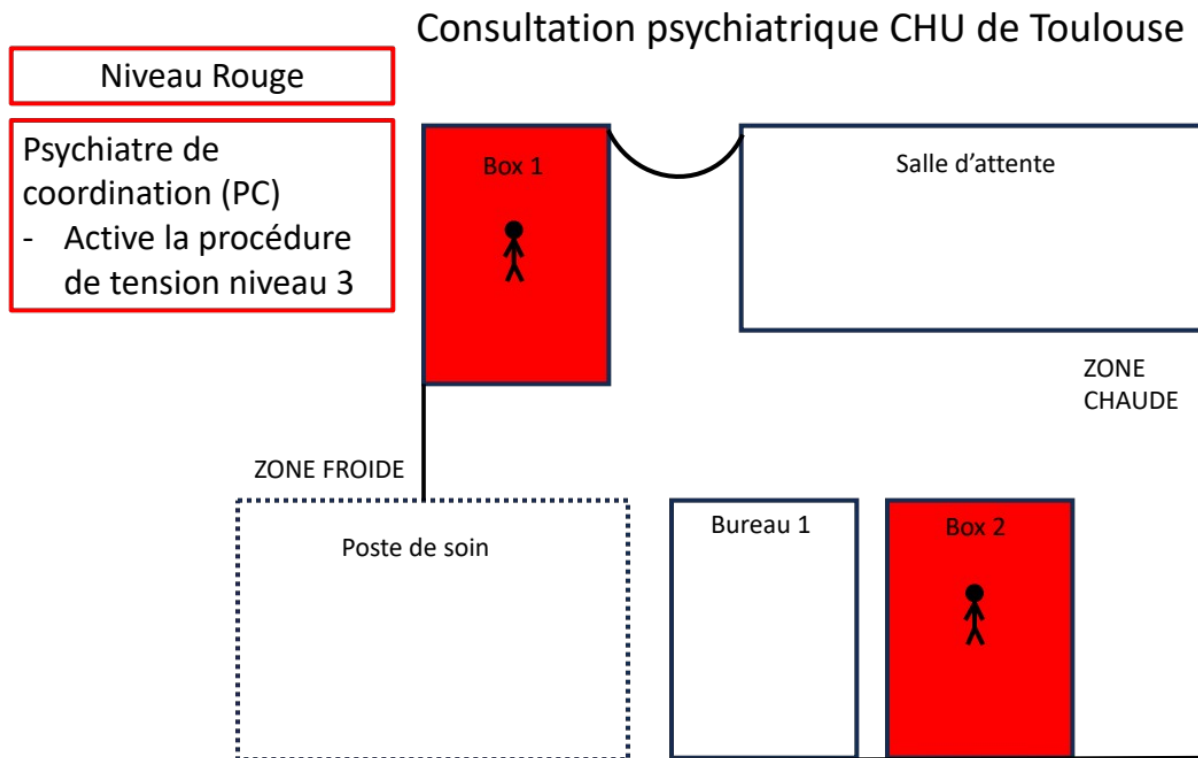 Consultation psychiatrique CHU de Toulouse
Niveau Rouge
Psychiatre de
coordination (PC)
- Active la procédure
de tension niveau 3
Box 1
Salle d’attente
ZONE
CHAUDE
ZONE FROIDE
Poste de soin
Bureau 1
Box 2